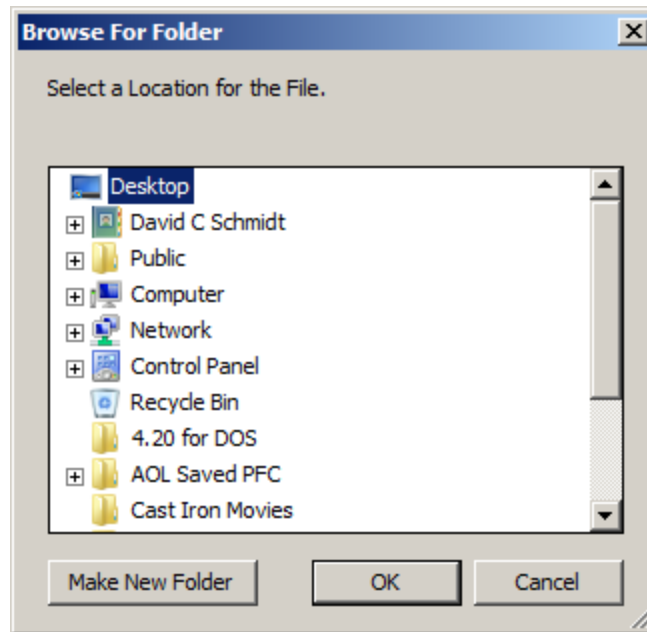 Browse For Folder
Select a Location for the File.
Desktop
David C Schmidt
Public
Computer
Network
Control Panel
Recycle Bin
4.20 for DOS
AOL Saved PFC
Cast Iron Movies
Make New Folder OK Cancel